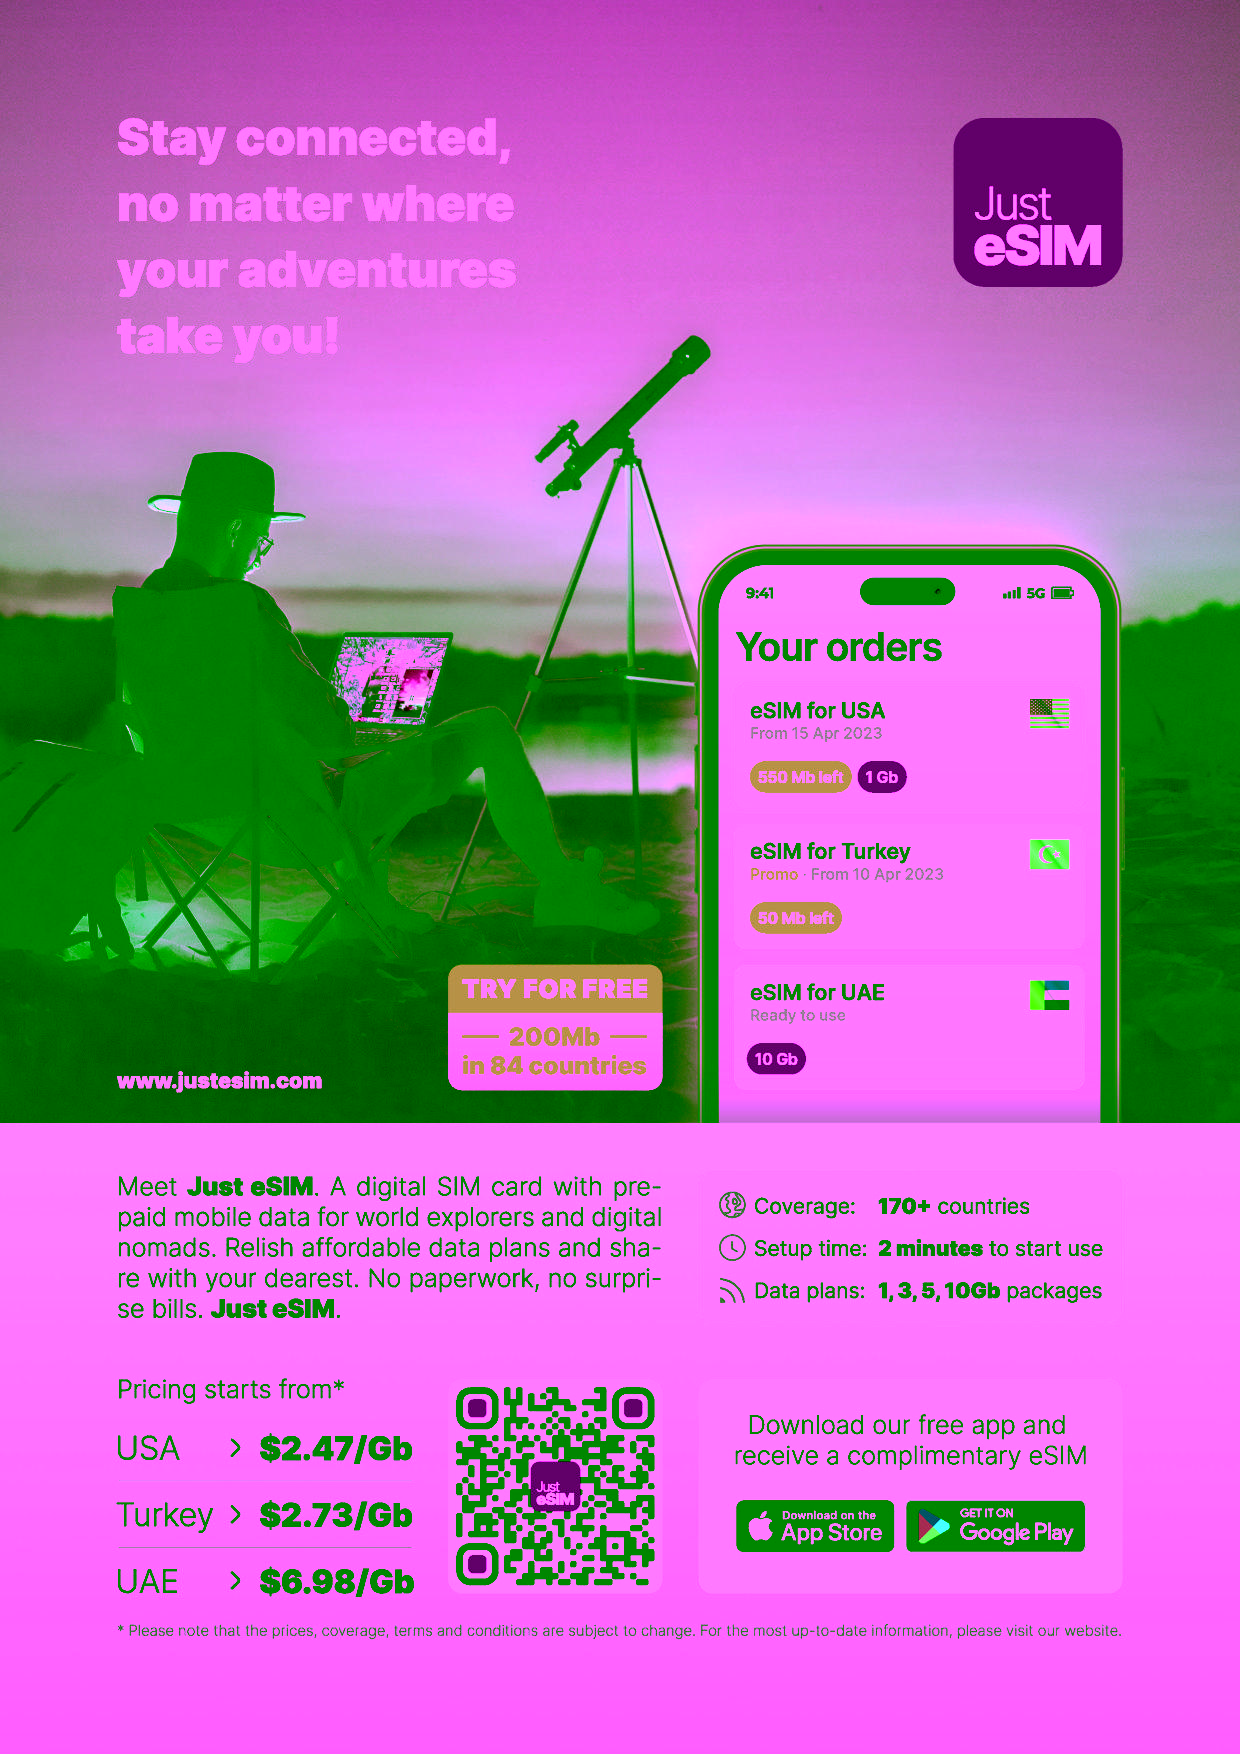 Stay connected,
no matter where
your adventures
take you!
Just
eSIM
9:41
5G
Your orders
eSIM for USA
From 15 Apr 2023
550 Mb left 1 Gb
eSIM for Turkey
Promo · From 10 Apr 2023
50 Mb left
eSIM for UAE
Ready to use
10 Gb
TRY FOR FREE
200Mb
in 84 countries
www.justesim.com
Meet Just eSIM. A digital SIM card with pre-
paid mobile data for world explorers and digital
nomads. Relish affordable data plans and sha-
re with your dearest. No paperwork, no surpri-
se bills. Just eSIM.
Coverage: 170+ countries
Setup time: 2 minutes to start use
Data plans: 1, 3, 5, 10Gb packages
Pricing starts from*
USA > $2.47/Gb
Turkey > $2.73/Gb
UAE > $6.98/Gb
Just
eSIM
Download our free app and
receive a complimentary eSIM
Download on the
App Store
GET IT ON
Google Play
* Please note that the prices, coverage, terms and conditions are subject to change. For the most up-to-date information, please visit our website.